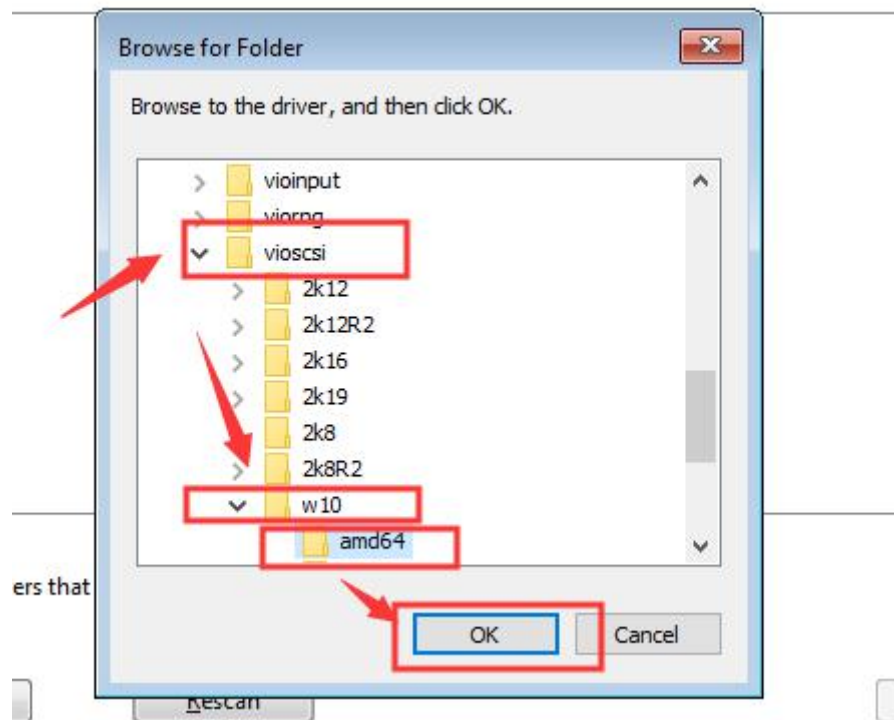 Browse for Folder
Browse to the driver, and then click OK.
vioinput
viorng
vioscsi
2k12
2k12R2
2k16
2k19
2k8
2k8R2
w10
amd64
ers that
OK
Cancel
Rescan